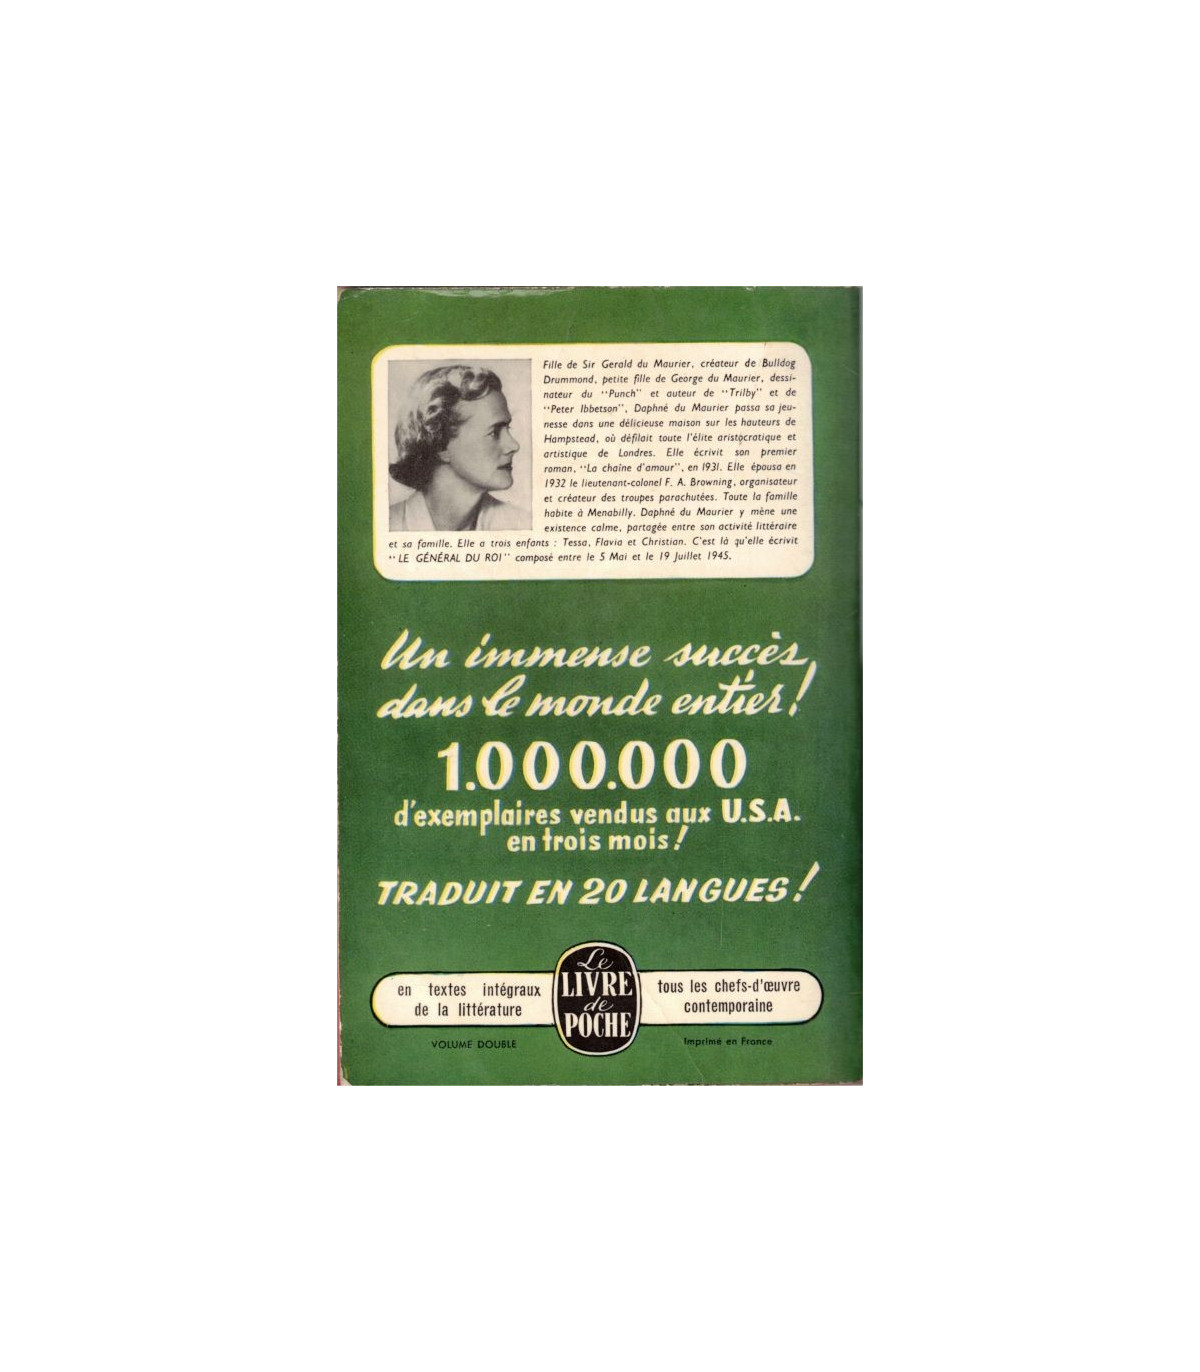 Fille de Sir Gerald du Maurier, créateur de Bulldog
Drummond, petite fille de George du Maurier, dessi-
nateur du "Punch" et auteur de "Trilby" et de
"Peter Ibbetson", Daphné du Maurier passa sa jeu-
nesse dans une délicieuse maison sur les hauteurs de
Hampstead, où défilait toute l'élite aristocratique et
artistique de Londres. Elle écrivit son premier
roman, "La chaîne d'amour", en 1931. Elle épousa en
1932 le lieutenant-colonel F. A. Browning, organisateur
et créateur des troupes parachutées. Toute la famille
habite à Menabilly. Daphné du Maurier y mène une
existence calme, partagée entre son activité littéraire
et sa famille. Elle a trois enfants : Tessa, Flavia et Christian. C'est là qu'elle écrivit
"LE GÉNÉRAL DU ROI" composé entre le 5 Mai et le 19 Juillet 1945.
Un immense succès
dans le monde entier!
1.000.000
d'exemplaires vendus aux U.S.A.
en trois mois!
TRADUIT EN 20 LANGUES!
en textes intégraux
de la littérature
Le
LIVRE
de
POCHE
tous les chefs-d'œuvre
contemporaine
VOLUME DOUBLE
Imprimé en France